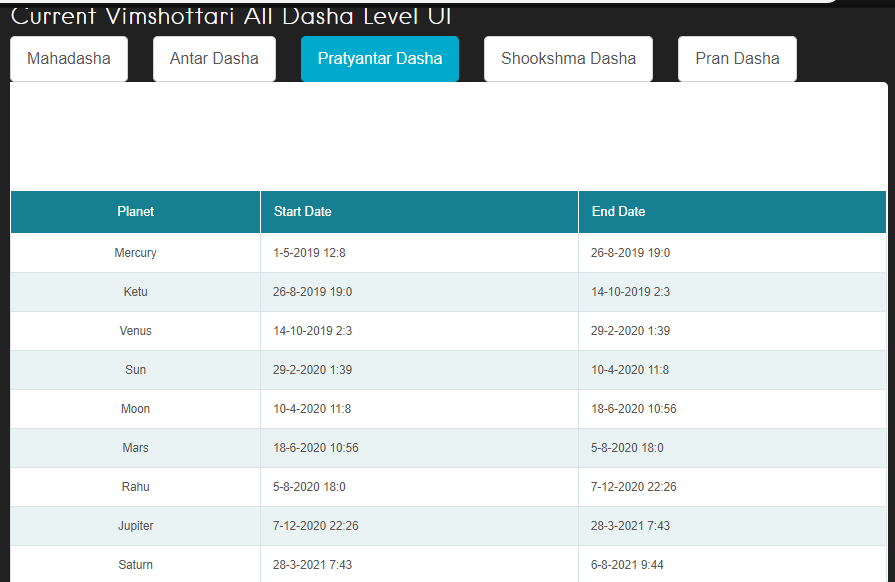 Current Vimshottari All Dasha Level UI
Mahadasha Antar Dasha Pratyantar Dasha Shookshma Dasha Pran Dasha
Planet Start Date End Date
Mercury 1-5-2019 12:8 26-8-2019 19:0
Ketu 26-8-2019 19:0 14-10-2019 2:3
Venus 14-10-2019 2:3 29-2-2020 1:39
Sun 29-2-2020 1:39 10-4-2020 11:8
Moon 10-4-2020 11:8 18-6-2020 10:56
Mars 18-6-2020 10:56 5-8-2020 18:0
Rahu 5-8-2020 18:0 7-12-2020 22:26
Jupiter 7-12-2020 22:26 28-3-2021 7:43
Saturn 28-3-2021 7:43 6-8-2021 9:44